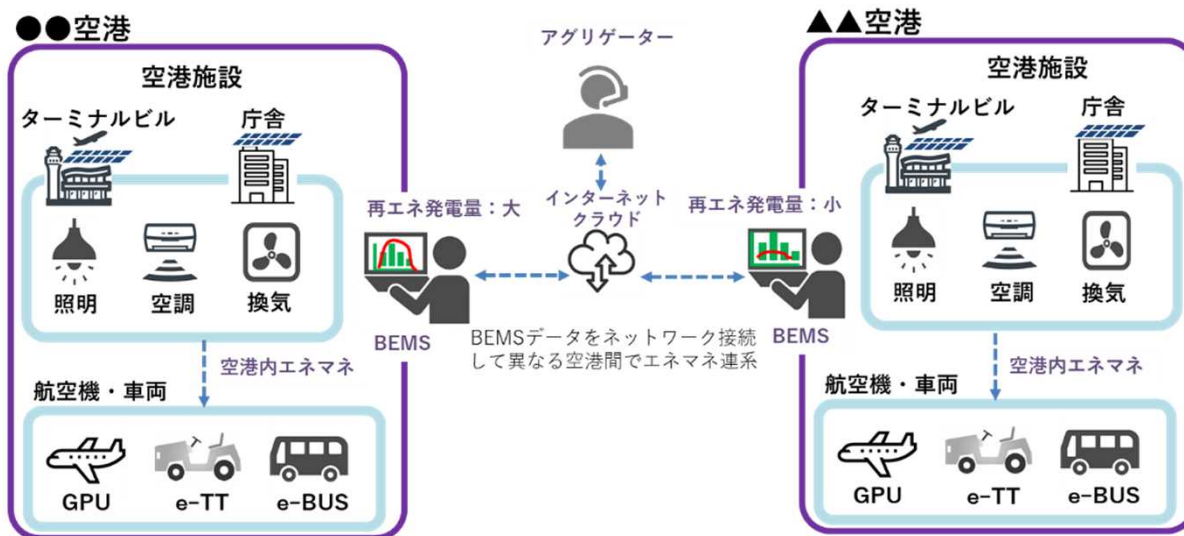 ●●空港
空港施設
ターミナルビル
庁舎
照明
空調
換気
空港内エネマネ
航空機・車両
GPU
e-TT
e-BUS
再エネ発電量：大
BEMS
アグリゲーター
インターネット
クラウド
BEMSデータをネットワーク接続
して異なる空港間でエネマネ連系
再エネ発電量：小
BEMS
▲▲空港
空港施設
ターミナルビル
庁舎
照明
空調
換気
空港内エネマネ
航空機・車両
GPU
e-TT
e-BUS